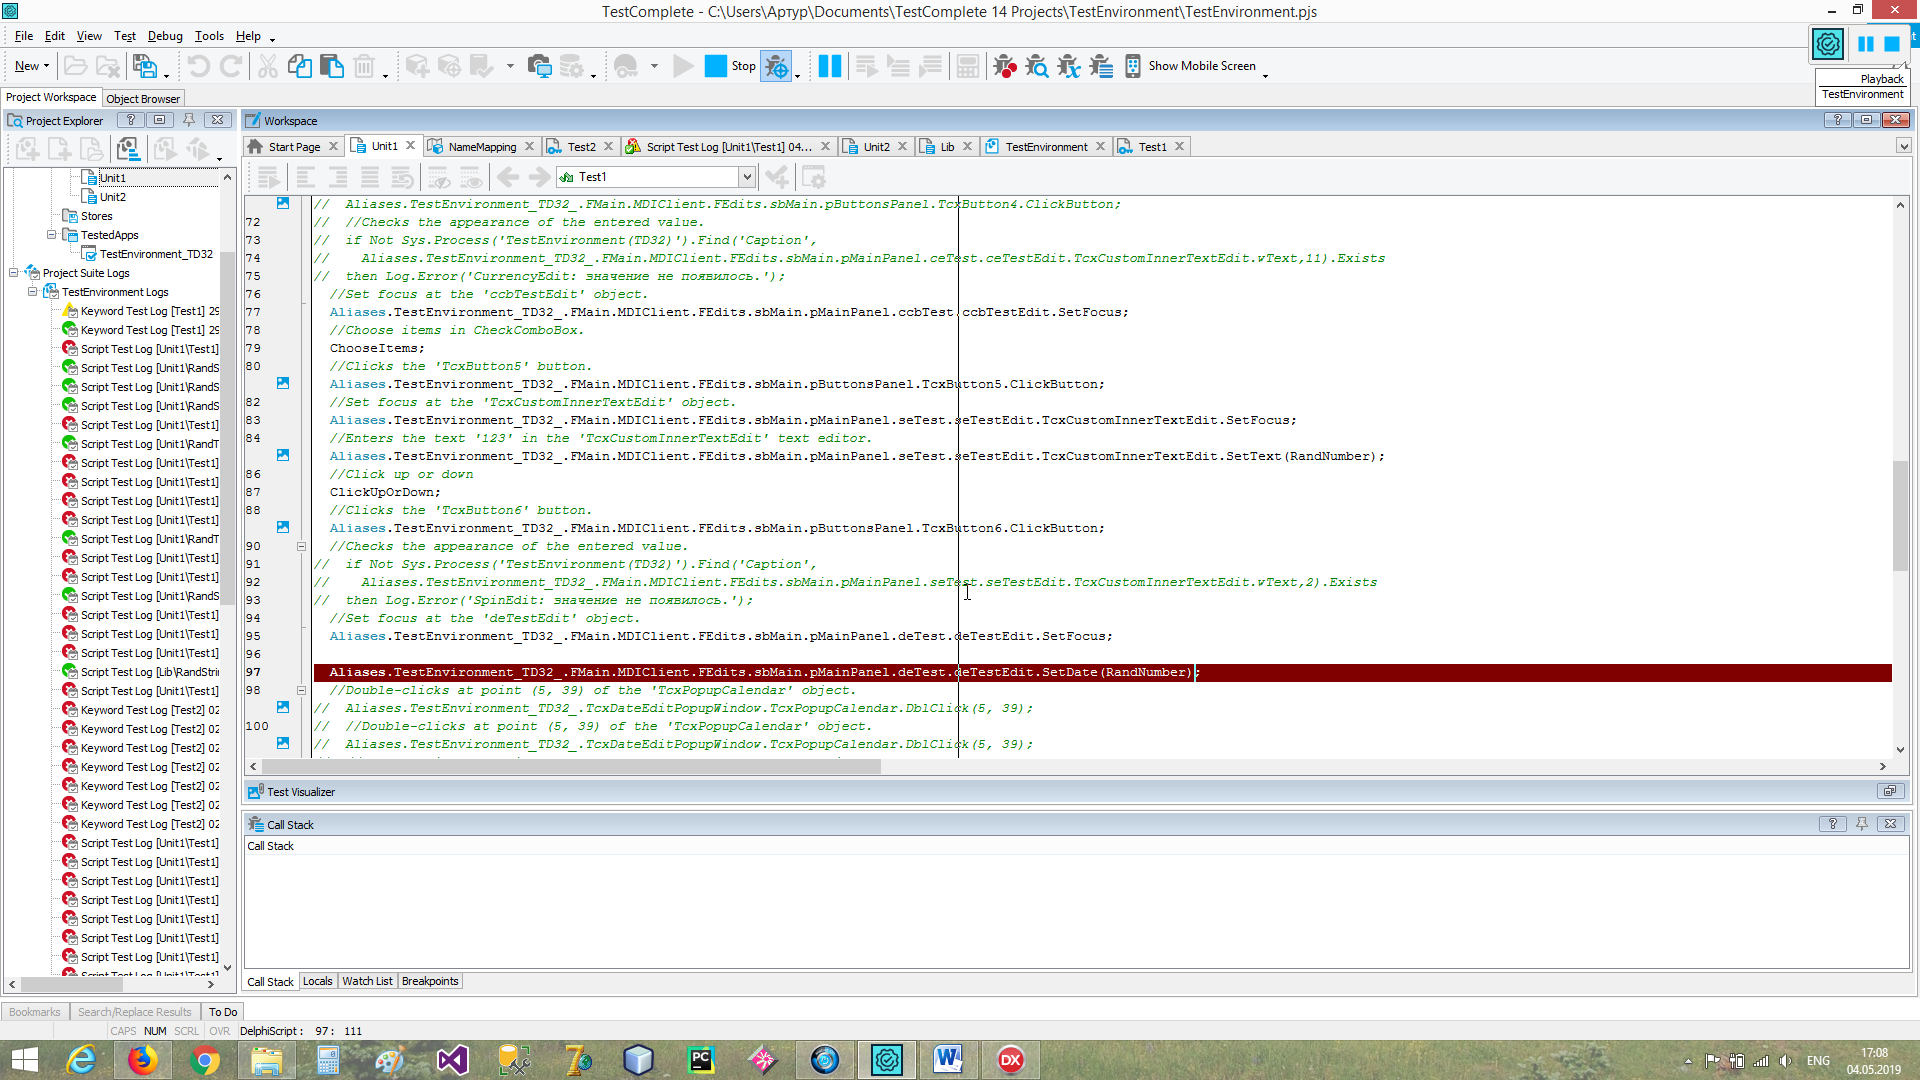 TestComplete - C:\Users\Артур\Documents\TestComplete 14 Projects\TestEnvironment\TestEnvironment.pjs
File Edit View Test Debug Tools Help
New Stop Show Mobile Screen
Playback
TestEnvironment
Project Workspace Object Browser
Project Explorer
Workspace
Start Page Unit1 NameMapping Test2 Script Test Log [Unit1\Test1] 04... Unit2 Lib TestEnvironment Test1
Test1
Unit1
Unit2
Stores
TestedApps
TestEnvironment_TD32
Project Suite Logs
TestEnvironment Logs
Keyword Test Log [Test1] 29
Keyword Test Log [Test1] 29
Script Test Log [Unit1\Test1]
Script Test Log [Unit1\RandS
Script Test Log [Unit1\RandS
Script Test Log [Unit1\RandS
Script Test Log [Unit1\Test1]
Script Test Log [Unit1\RandT
Script Test Log [Unit1\Test1]
Script Test Log [Unit1\Test1]
Script Test Log [Unit1\Test1]
Script Test Log [Unit1\Test1]
Script Test Log [Unit1\RandT
Script Test Log [Unit1\Test1]
Script Test Log [Unit1\Test1]
Script Test Log [Unit1\RandS
Script Test Log [Unit1\Test1]
Script Test Log [Unit1\Test1]
Script Test Log [Unit1\Test1]
Script Test Log [Lib\RandStrin
Script Test Log [Unit1\Test1]
Keyword Test Log [Test2] 02
Keyword Test Log [Test2] 02
Keyword Test Log [Test2] 02
Keyword Test Log [Test2] 02
Keyword Test Log [Test2] 02
Keyword Test Log [Test2] 02
Keyword Test Log [Test2] 02
Script Test Log [Unit1\Test1]
Script Test Log [Unit1\Test1]
Script Test Log [Unit1\Test1]
Script Test Log [Unit1\Test1]
Script Test Log [Unit1\Test1]
Script Test Log [Unit1\Test1]
Script Test Log [Unit1\Test1]
Script Test Log [Unit1\Test1]
// Aliases.TestEnvironment_TD32_.FMain.MDIClient.FEdits.sbMain.pButtonsPanel.TcxButton4.ClickButton;
72 // //Checks the appearance of the entered value.
73 // if Not Sys.Process('TestEnvironment(TD32)').Find('Caption',
74 // Aliases.TestEnvironment_TD32_.FMain.MDIClient.FEdits.sbMain.pMainPanel.ceTest.ceTestEdit.TcxCustomInnerTextEdit.wText,11).Exists
75 // then Log.Error('CurrencyEdit: значение не появилось.');
76 //Set focus at the 'ccbTestEdit' object.
77 Aliases.TestEnvironment_TD32_.FMain.MDIClient.FEdits.sbMain.pMainPanel.ccbTest.ccbTestEdit.SetFocus;
78 //Choose items in CheckComboBox.
79 ChooseItems;
80 //Clicks the 'TcxButton5' button.
Aliases.TestEnvironment_TD32_.FMain.MDIClient.FEdits.sbMain.pButtonsPanel.TcxButton5.ClickButton;
82 //Set focus at the 'TcxCustomInnerTextEdit' object.
83 Aliases.TestEnvironment_TD32_.FMain.MDIClient.FEdits.sbMain.pMainPanel.seTest.seTestEdit.TcxCustomInnerTextEdit.SetFocus;
84 //Enters the text '123' in the 'TcxCustomInnerTextEdit' text editor.
Aliases.TestEnvironment_TD32_.FMain.MDIClient.FEdits.sbMain.pMainPanel.seTest.seTestEdit.TcxCustomInnerTextEdit.SetText(RandNumber);
86 //Click up or down
87 ClickUpOrDown;
88 //Clicks the 'TcxButton6' button.
Aliases.TestEnvironment_TD32_.FMain.MDIClient.FEdits.sbMain.pButtonsPanel.TcxButton6.ClickButton;
90 //Checks the appearance of the entered value.
91 // if Not Sys.Process('TestEnvironment(TD32)').Find('Caption',
92 // Aliases.TestEnvironment_TD32_.FMain.MDIClient.FEdits.sbMain.pMainPanel.seTest.seTestEdit.TcxCustomInnerTextEdit.wText,2).Exists
93 // then Log.Error('SpinEdit: значение не появилось.');
94 //Set focus at the 'deTestEdit' object.
95 Aliases.TestEnvironment_TD32_.FMain.MDIClient.FEdits.sbMain.pMainPanel.deTest.deTestEdit.SetFocus;
96
97 Aliases.TestEnvironment_TD32_.FMain.MDIClient.FEdits.sbMain.pMainPanel.deTest.deTestEdit.SetDate(RandNumber);
98 //Double-clicks at point (5, 39) of the 'TcxPopupCalendar' object.
// Aliases.TestEnvironment_TD32_.TcxDateEditPopupWindow.TcxPopupCalendar.DblClick(5, 39);
100 // //Double-clicks at point (5, 39) of the 'TcxPopupCalendar' object.
// Aliases.TestEnvironment_TD32_.TcxDateEditPopupWindow.TcxPopupCalendar.DblClick(5, 39);
Test Visualizer
Call Stack
Call Stack
Call Stack Locals Watch List Breakpoints
Bookmarks Search/Replace Results To Do
CAPS NUM SCRL OVR DelphiScript : 97 : 111
ENG
17:08
04.05.2019